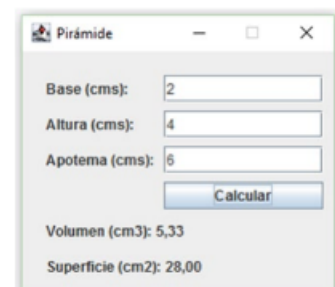 Pirámide
Base (cms): 2
Altura (cms): 4
Apotema (cms): 6
Calcular
Volumen (cm3): 5,33
Superficie (cm2): 28,00